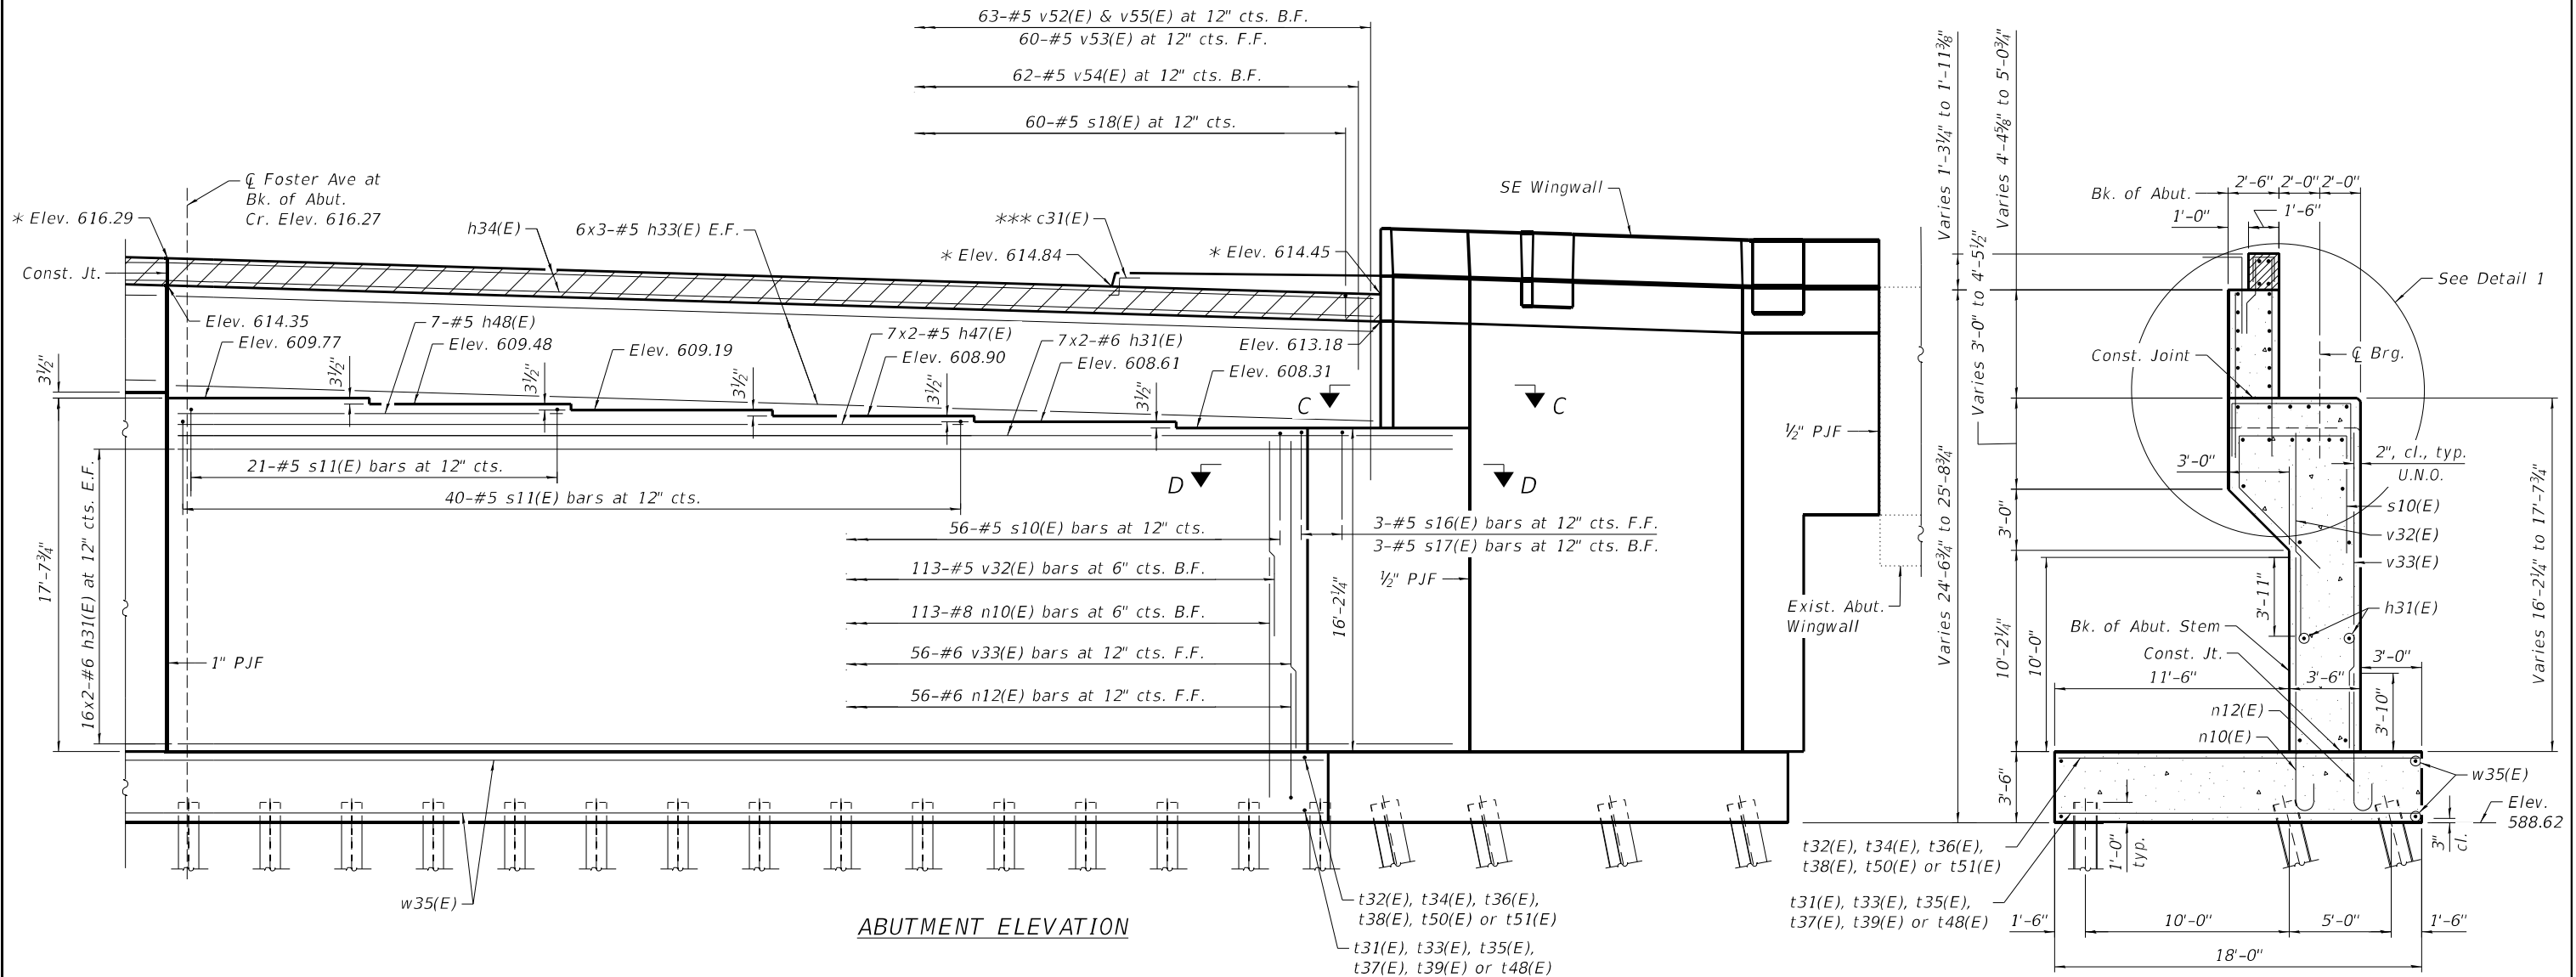 63-#5 v52(E) & v55(E) at 12" cts. B.F.
60-#5 v53(E) at 12" cts. F.F.
62-#5 v54(E) at 12" cts. B.F.
60-#5 s18(E) at 12" cts.
℄ Foster Ave at
Bk. of Abut.
Cr. Elev. 616.27
* Elev. 616.29
Const. Jt.
h34(E)
6x3-#5 h33(E) E.F.
*** c31(E)
* Elev. 614.84
* Elev. 614.45
SE Wingwall
Elev. 614.35
Elev. 609.77
7-#5 h48(E)
Elev. 609.48
Elev. 609.19
7x2-#5 h47(E)
Elev. 608.90
7x2-#6 h31(E)
Elev. 608.61
Elev. 613.18
Elev. 608.31
3½"
3½"
3½"
3½"
3½"
3½"
C
C
D
D
½" PJF
21-#5 s11(E) bars at 12" cts.
40-#5 s11(E) bars at 12" cts.
17'-7¾"
16x2-#6 h31(E) at 12" cts. E.F.
1" PJF
56-#5 s10(E) bars at 12" cts.
113-#5 v32(E) bars at 6" cts. B.F.
113-#8 n10(E) bars at 6" cts. B.F.
56-#6 v33(E) bars at 12" cts. F.F.
56-#6 n12(E) bars at 12" cts. F.F.
3-#5 s16(E) bars at 12" cts. F.F.
3-#5 s17(E) bars at 12" cts. B.F.
½" PJF
16'-2¼"
Exist. Abut.
Wingwall
w35(E)
t32(E), t34(E), t36(E),
t38(E), t50(E) or t51(E)
t31(E), t33(E), t35(E),
t37(E), t39(E) or t48(E)
ABUTMENT ELEVATION
Varies 1'-3¼" to 1'-11⅜"
Varies 4'-4⅝" to 5'-0¾"
Varies 3'-0" to 4'-5½"
Varies 24'-6¾" to 25'-8¾"
3'-0"
10'-2¼"
10'-0"
3'-6"
Bk. of Abut.
2'-6"
2'-0"
2'-0"
1'-0"
1'-6"
See Detail 1
Const. Joint
℄ Brg.
3'-0"
2", cl., typ.
U.N.O.
s10(E)
v32(E)
v33(E)
3'-11"
h31(E)
Bk. of Abut. Stem
Const. Jt.
3'-0"
11'-6"
3'-6"
3'-10"
n12(E)
n10(E)
Varies 16'-2¼" to 17'-7¾"
w35(E)
Elev.
588.62
3"
cl.
1'-0"
typ.
t32(E), t34(E), t36(E),
t38(E), t50(E) or t51(E)
t31(E), t33(E), t35(E),
t37(E), t39(E) or t48(E)
1'-6"
10'-0"
5'-0"
1'-6"
18'-0"